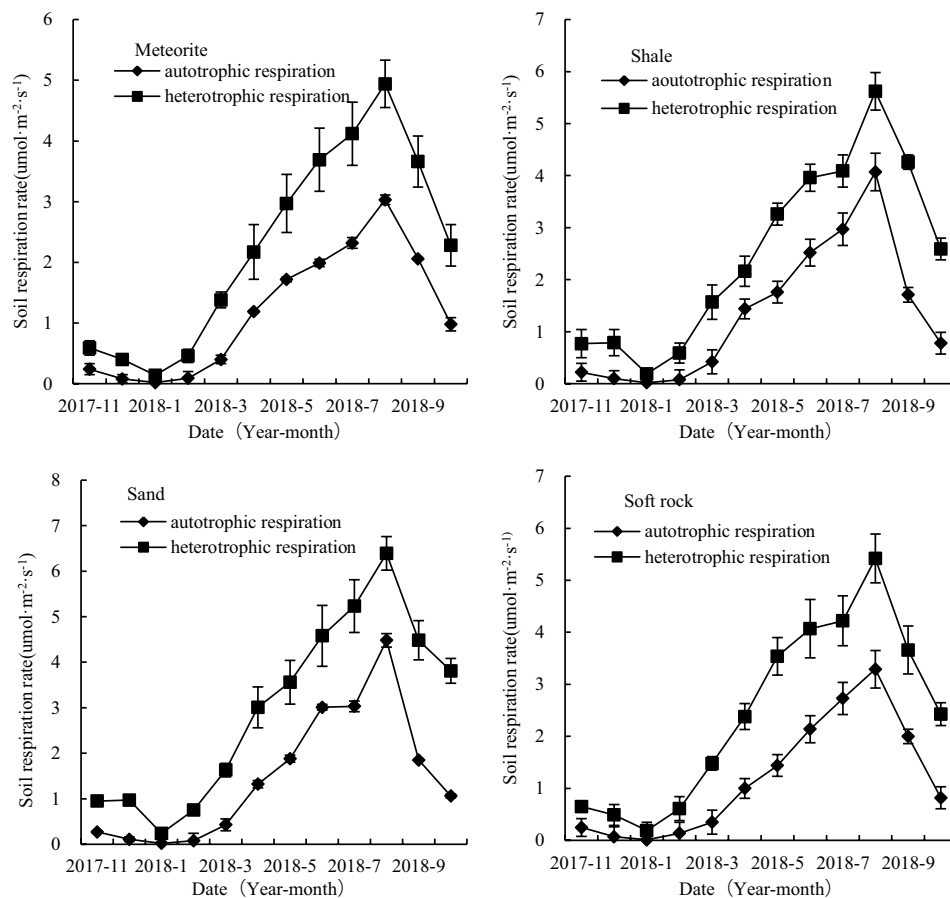 Meteorite
autotrophic respiration
heterotrophic respiration
Soil respiration rate(umol·m⁻²·s⁻¹)
6
5
4
3
2
1
0
2017-11 2018-1 2018-3 2018-5 2018-7 2018-9
Date（Year-month）
Shale
aoutotrophic respiration
heterotrophic respiration
Soil respiration rate(umol·m⁻²·s⁻¹)
7
6
5
4
3
2
1
0
2017-11 2018-1 2018-3 2018-5 2018-7 2018-9
Date（Year-month）
Sand
autotrophic respiration
heterotrophic respiration
Soil respiration rate(umol·m⁻²·s⁻¹)
8
7
6
5
4
3
2
1
0
2017-11 2018-1 2018-3 2018-5 2018-7 2018-9
Date（Year-month）
Soft rock
autotrophic respiration
heterotrophic respiration
Soil respiration rate(umol·m⁻²·s⁻¹)
7
6
5
4
3
2
1
0
2017-11 2018-1 2018-3 2018-5 2018-7 2018-9
Date（Year-month）